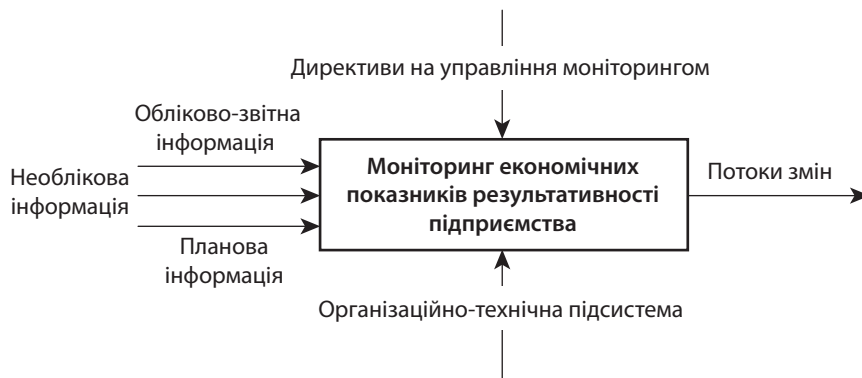 Директиви на управління моніторингом
Обліково-звітна
інформація
Необлікова
інформація
Планова
інформація
Моніторинг економічних
показників результативності
підприємства
Потоки змін
Організаційно-технічна підсистема